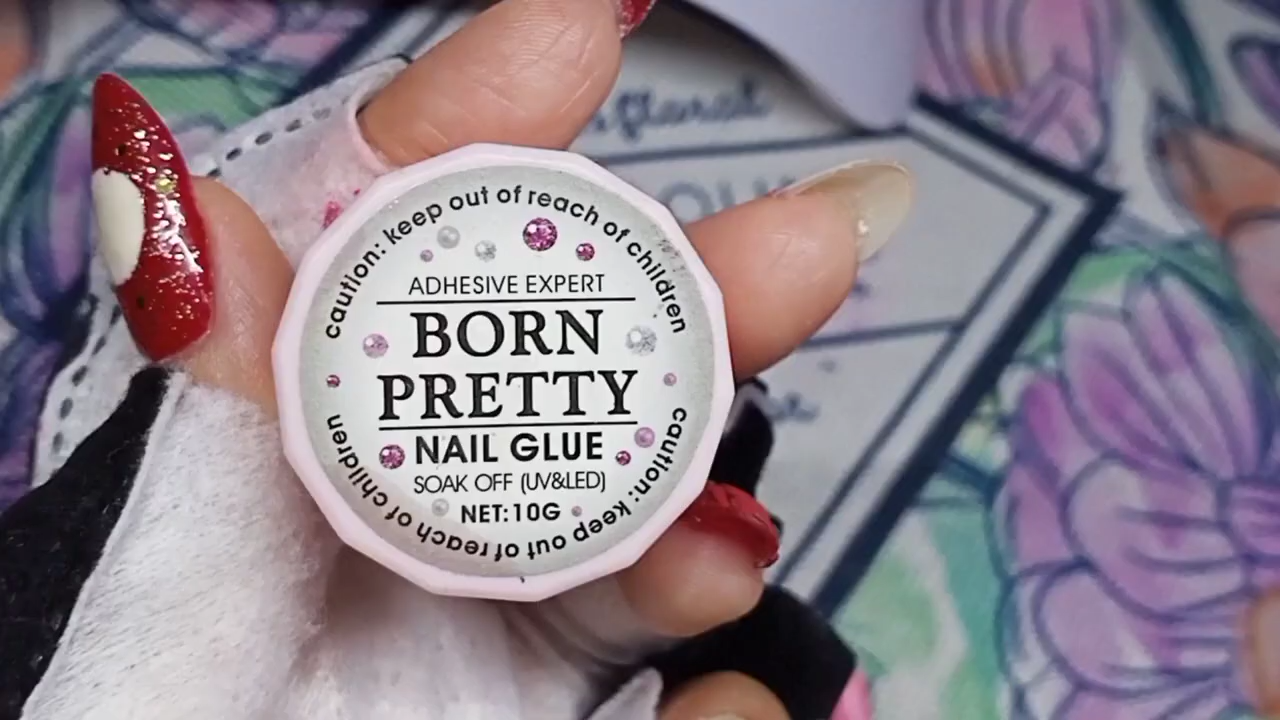 caution: keep out of reach of children
ADHESIVE EXPERT
BORN
PRETTY
NAIL GLUE
SOAK OFF (UV&LED)
NET:10G
caution: keep out of reach of children
floral